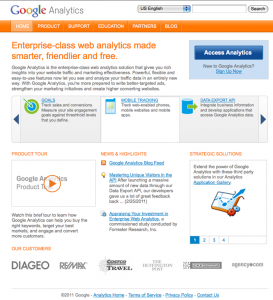 Google Analytics
US English
Search
HOME PRODUCT SUPPORT EDUCATION PARTNERS BLOG
Enterprise-class web analytics made
smarter, friendlier and free.
Google Analytics is the enterprise-class web analytics solution that gives you rich
insights into your website traffic and marketing effectiveness. Powerful, flexible and
easy-to-use features now let you see and analyze your traffic data in an entirely new
way. With Google Analytics, you're more prepared to write better-targeted ads,
strengthen your marketing initiatives and create higher converting websites.
Access Analytics
New to Google Analytics?
Sign Up Now
GOALS
Track sales and conversions.
Measure your site engagement
goals against threshold levels
that you define.
MOBILE TRACKING
Track web-enabled phones,
mobile websites and mobile
apps.
DATA EXPORT API
Integrate business information
and develop applications that
access Google Analytics data.
PRODUCT TOUR
Google Analytics
Product T
Watch this brief tour to learn how
Google Analytics can help you buy the
right keywords, target your best
markets, and engage and convert
more customers.
NEWS & HIGHLIGHTS
Google Analytics Blog Feed
Mastering Unique Visitors in the
API After launching a massive
amount of new data through our
Data Export API, our developers
gave us a lot of great feedback
back ... (2/25/2011)
Appraising Your Investment in
Enterprise Web Analytics, a
commissioned study conducted by
Forrester Research, Inc.
STRATEGIC SOLUTIONS
Extend the power of Google
Analytics with these third party
solutions in our Analytics
Application Gallery.
1 2 3 4
OUR CUSTOMERS
DIAGEO
RE/MAX
COSTCO
TRAVEL
THE
HUFFINGTON
POST
agency.com
©2011 Google - Analytics Home - Terms of Service - Privacy Policy - Contact Us